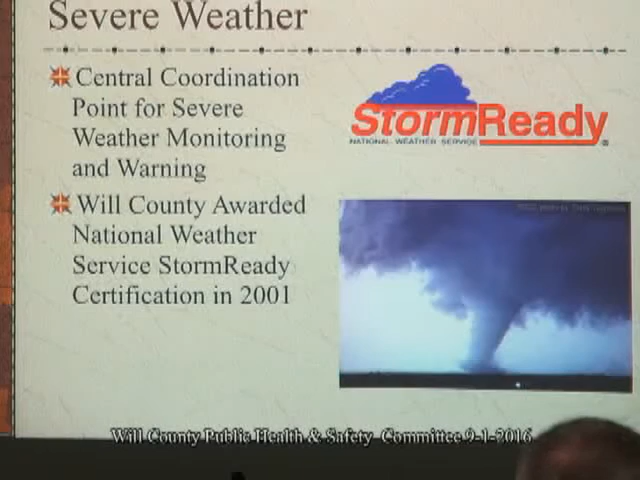 Severe Weather
Central Coordination
Point for Severe
Weather Monitoring
and Warning
Will County Awarded
National Weather
Service StormReady
Certification in 2001
StormReady
NATIONAL WEATHER SERVICE
Will County Public Health & Safety Committee 9-1-2016